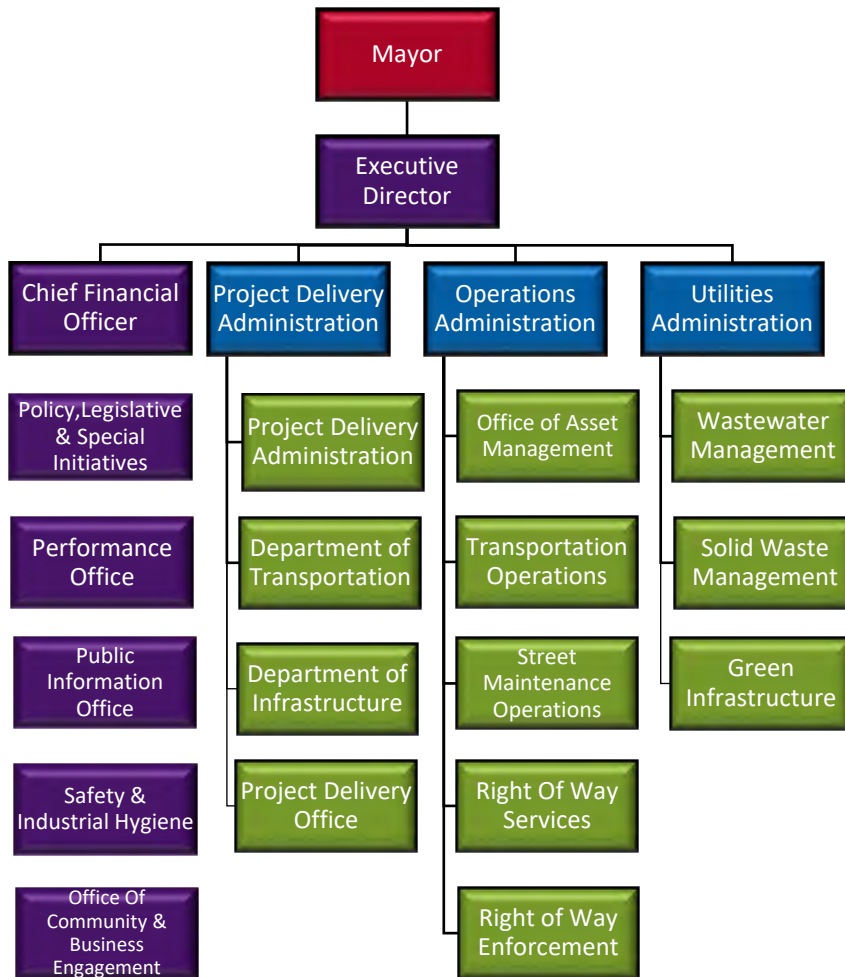 Mayor
Executive
Director
Chief Financial
Officer
Project Delivery
Administration
Operations
Administration
Utilities
Administration
Policy,Legislative
& Special
Initiatives
Performance
Office
Public
Information
Office
Safety &
Industrial Hygiene
Office Of
Community &
Business
Engagement
Project Delivery
Administration
Department of
Transportation
Department of
Infrastructure
Project Delivery
Office
Office of Asset
Management
Transportation
Operations
Street
Maintenance
Operations
Right Of Way
Services
Right of Way
Enforcement
Wastewater
Management
Solid Waste
Management
Green
Infrastructure